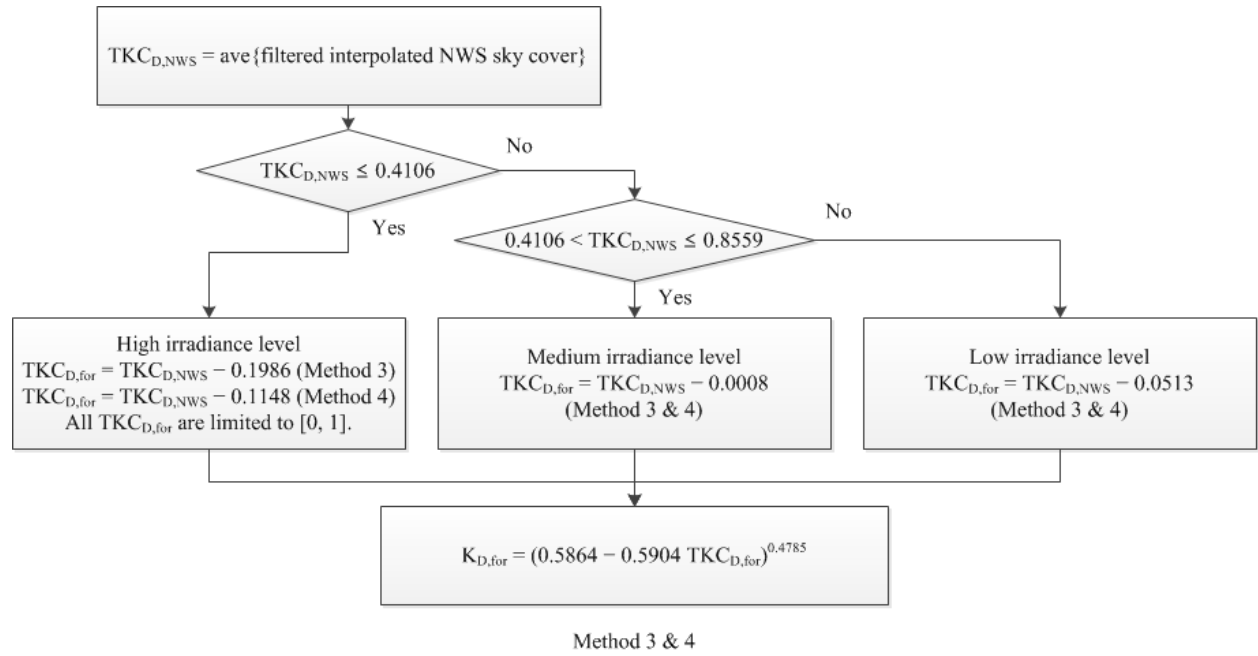 TKC_D,NWS = ave{filtered interpolated NWS sky cover}
No
TKC_D,NWS ≤ 0.4106
No
Yes
0.4106 < TKC_D,NWS ≤ 0.8559
Yes
High irradiance level
TKC_D,for = TKC_D,NWS − 0.1986 (Method 3)
TKC_D,for = TKC_D,NWS − 0.1148 (Method 4)
All TKC_D,for are limited to [0, 1].
Medium irradiance level
TKC_D,for = TKC_D,NWS − 0.0008
(Method 3 & 4)
Low irradiance level
TKC_D,for = TKC_D,NWS − 0.0513
(Method 3 & 4)
K_D,for = (0.5864 − 0.5904 TKC_D,for)^0.4785
Method 3 & 4